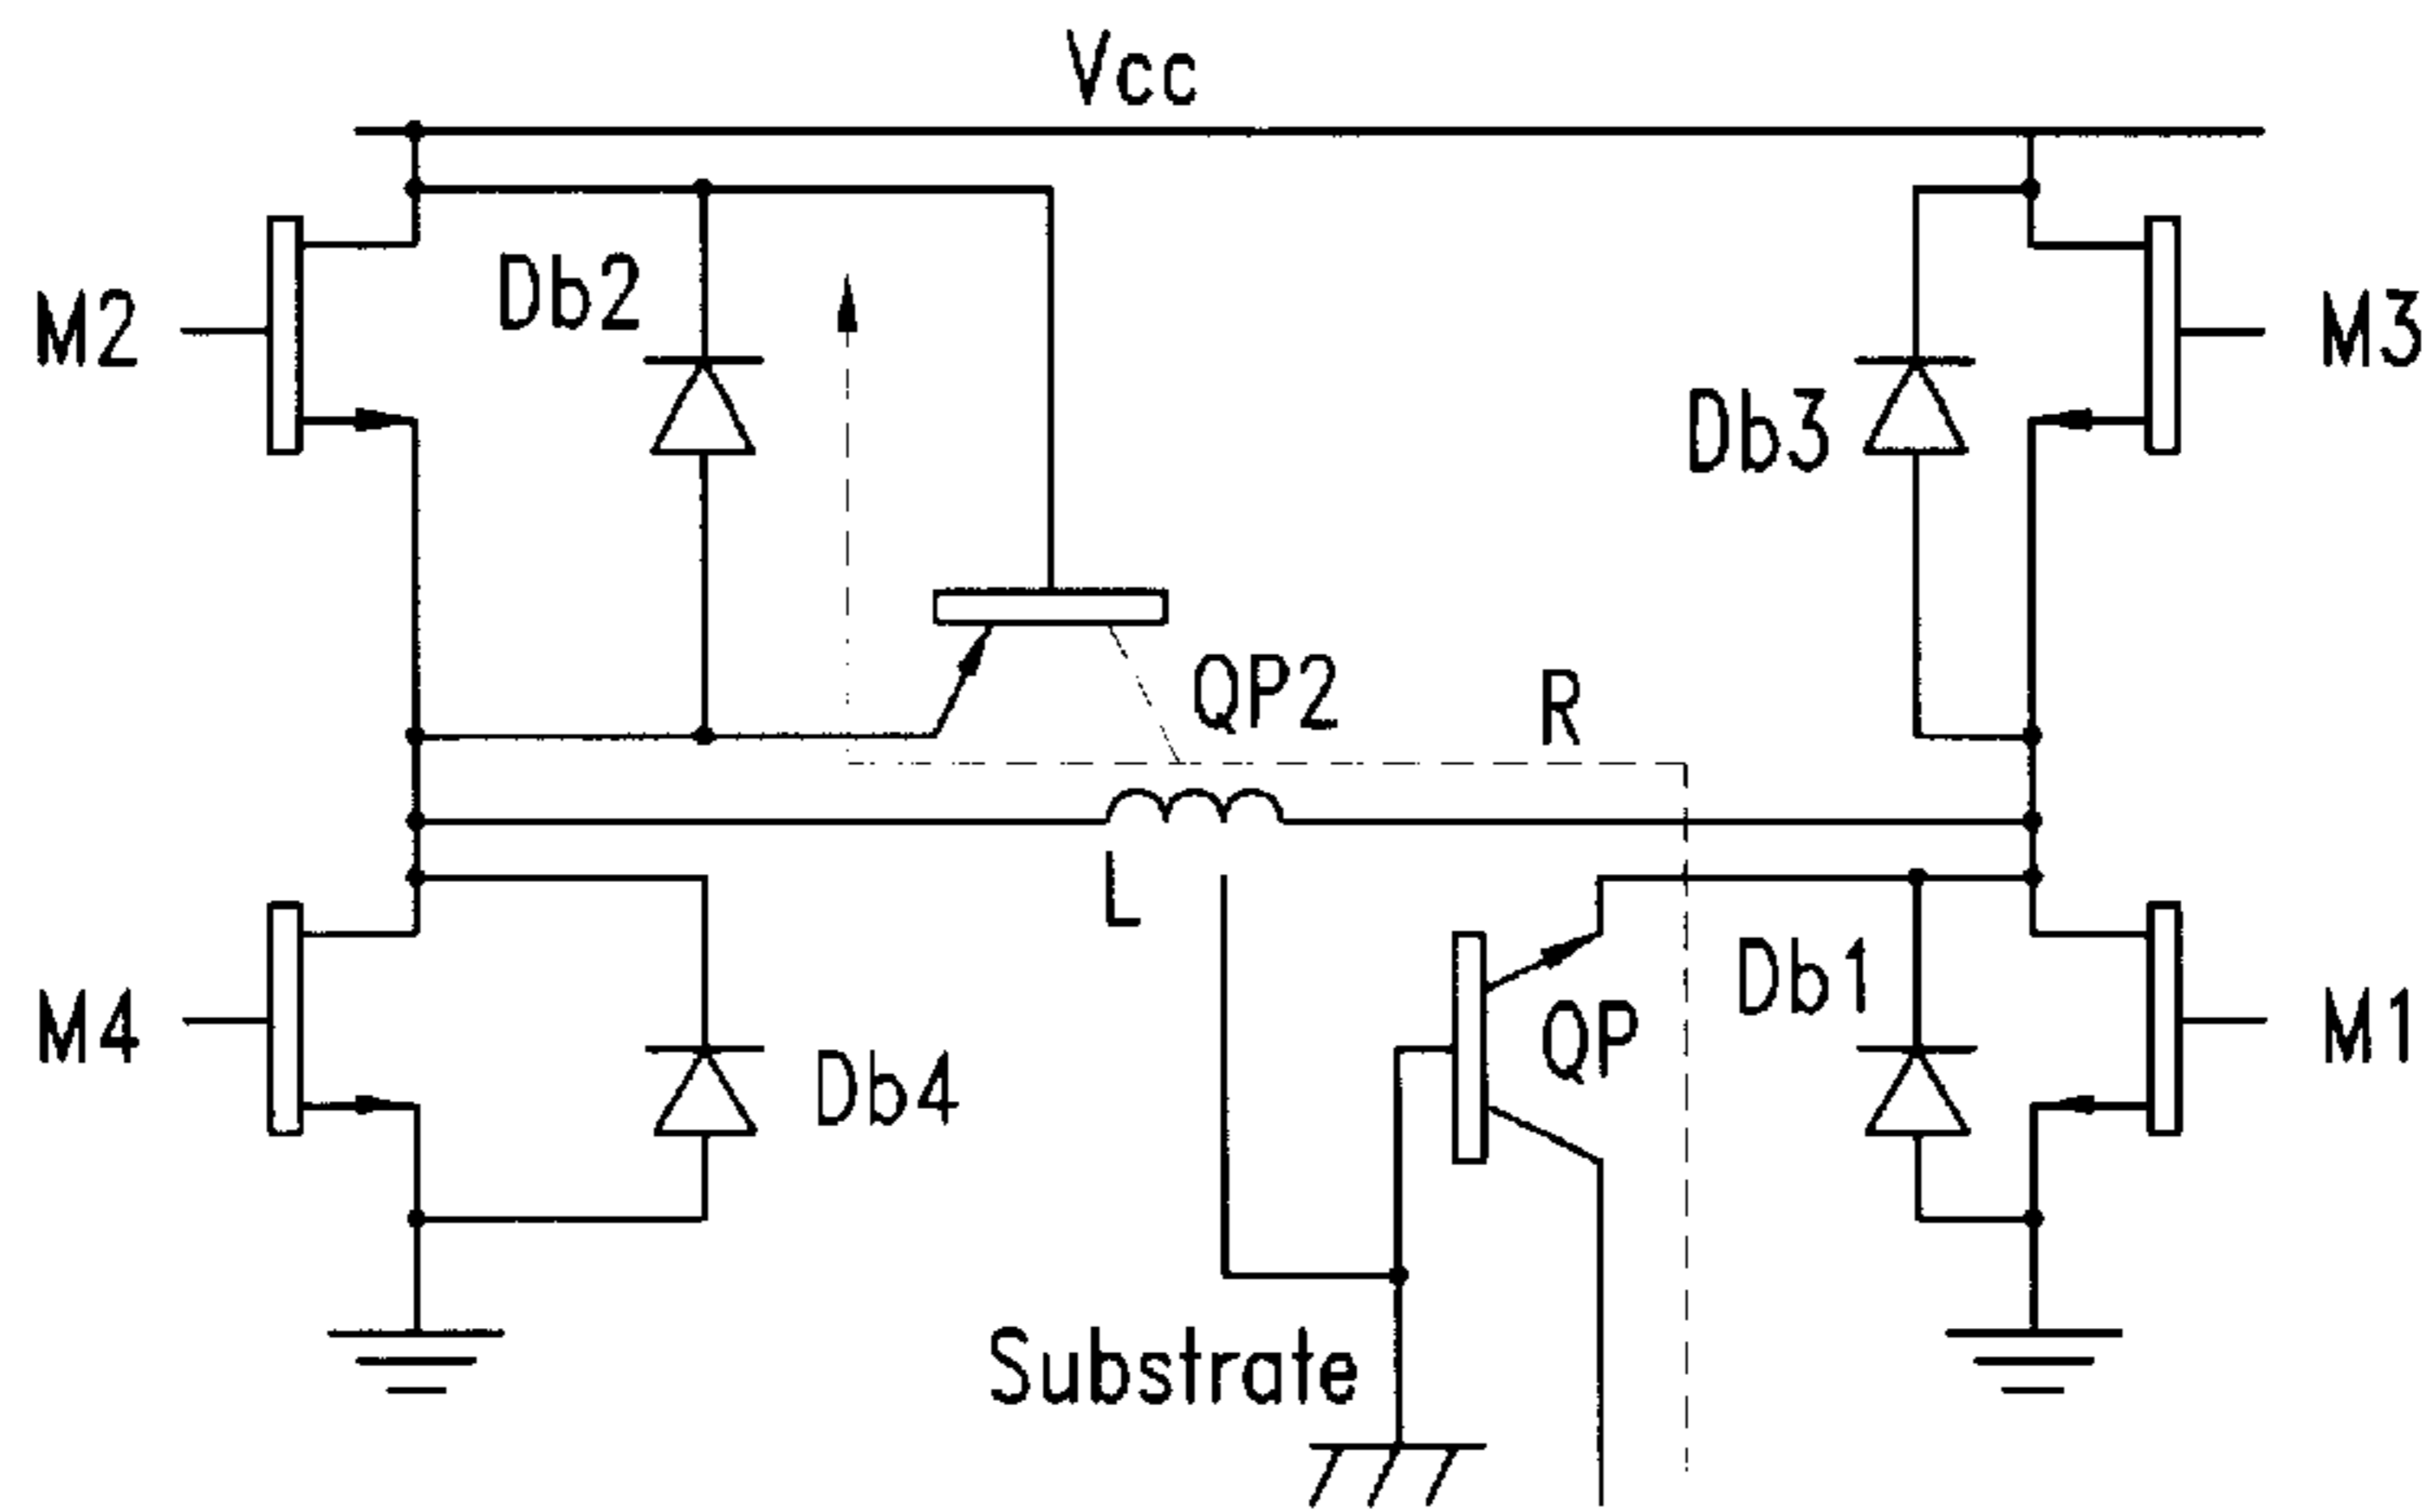 Vcc
Db2
M2
M3
Db3
QP2
R
L
Db1
QP
M4
M1
Db4
Substrate